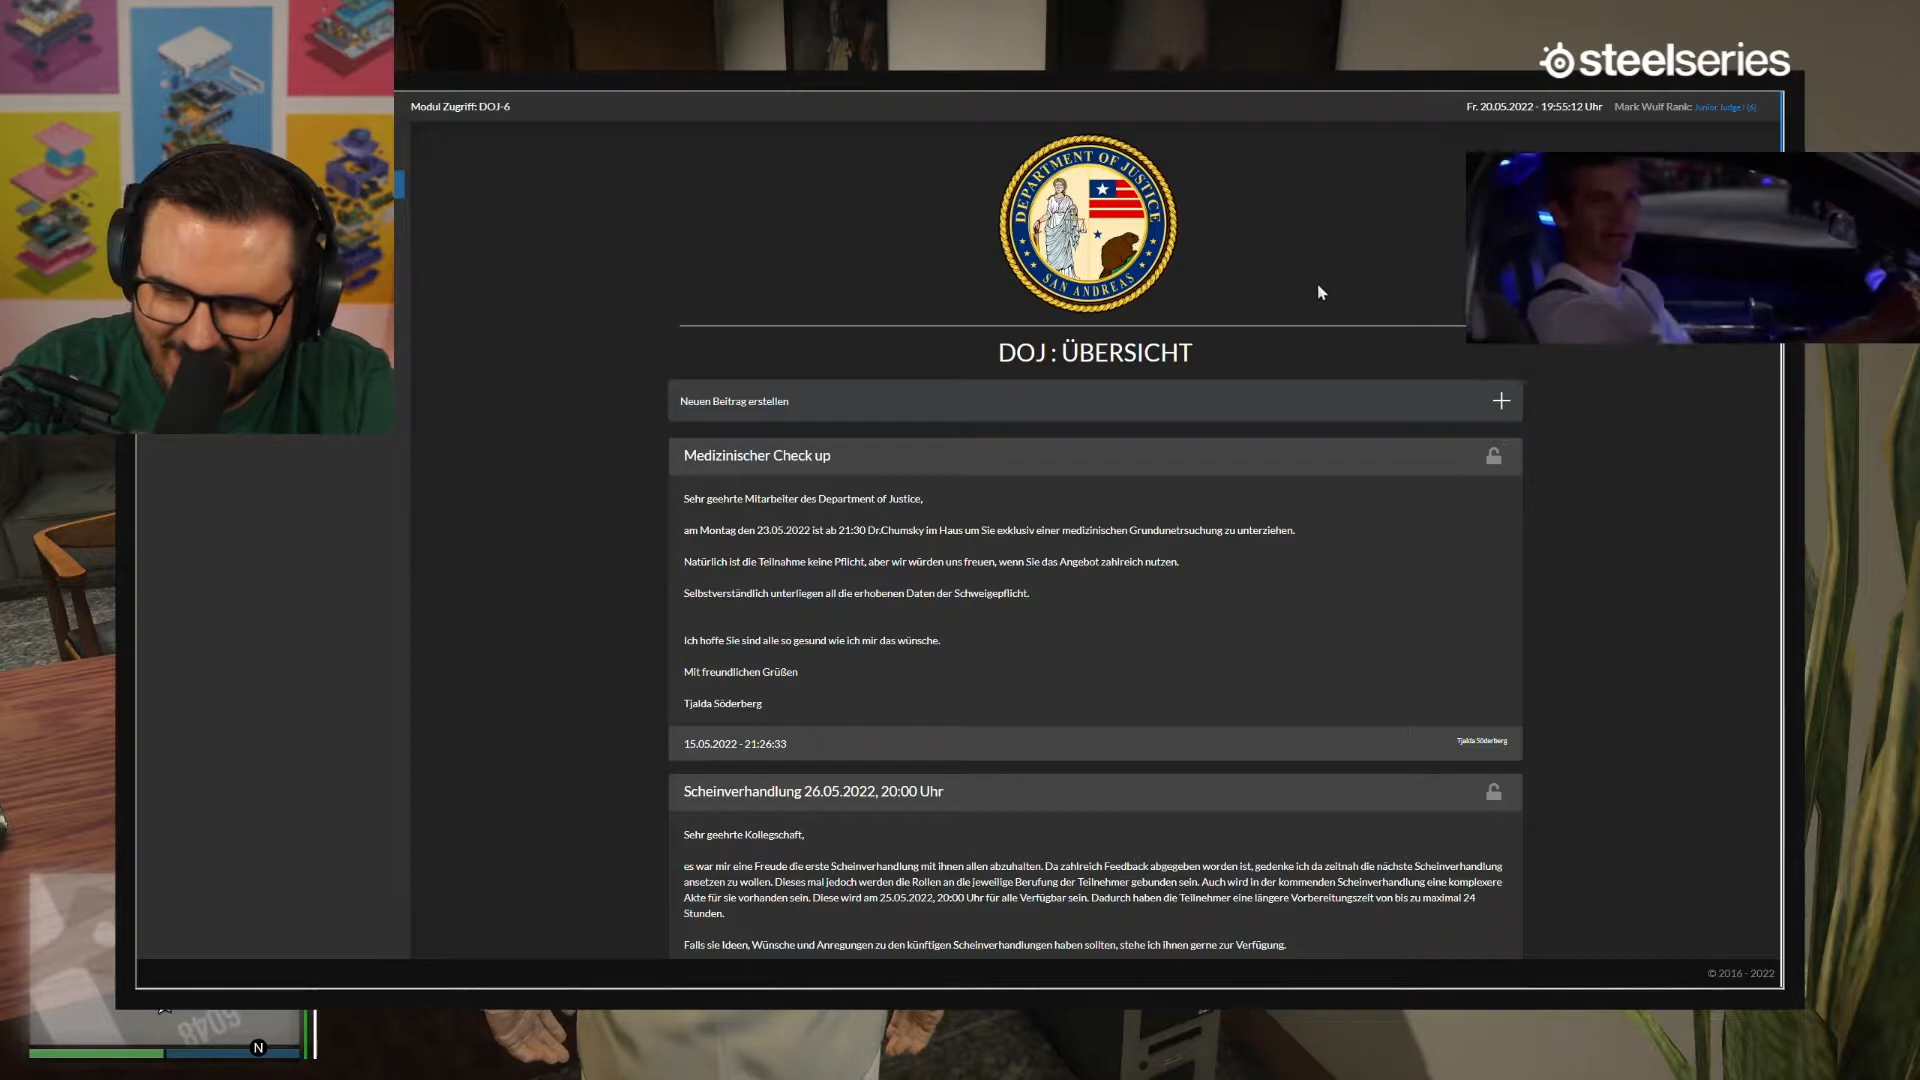 steelseries
Modul Zugriff: DOJ-6
Fr. 20.05.2022 - 19:55:12 Uhr Mark Wulf Rank: Junior Judge I (6)
DEPARTMENT OF JUSTICE
SAN ANDREAS
DOJ : ÜBERSICHT
Neuen Beitrag erstellen
Medizinischer Check up
Sehr geehrte Mitarbeiter des Department of Justice,
am Montag den 23.05.2022 ist ab 21:30 Dr.Chumsky im Haus um Sie exklusiv einer medizinischen Grundunetrsuchung zu unterziehen.
Natürlich ist die Teilnahme keine Pflicht, aber wir würden uns freuen, wenn Sie das Angebot zahlreich nutzen.
Selbstverständlich unterliegen all die erhobenen Daten der Schweigepflicht.
Ich hoffe Sie sind alle so gesund wie ich mir das wünsche.
Mit freundlichen Grüßen
Tjalda Söderberg
15.05.2022 - 21:26:33
Tjalda Söderberg
Scheinverhandlung 26.05.2022, 20:00 Uhr
Sehr geehrte Kollegschaft,
es war mir eine Freude die erste Scheinverhandlung mit ihnen allen abzuhalten. Da zahlreich Feedback abgegeben worden ist, gedenke ich da zeitnah die nächste Scheinverhandlung
ansetzen zu wollen. Dieses mal jedoch werden die Rollen an die jeweilige Berufung der Teilnehmer gebunden sein. Auch wird in der kommenden Scheinverhandlung eine komplexere
Akte für sie vorhanden sein. Diese wird am 25.05.2022, 20:00 Uhr für alle Verfügbar sein. Dadurch haben die Teilnehmer eine längere Vorbereitungszeit von bis zu maximal 24
Stunden.
Falls sie Ideen, Wünsche und Anregungen zu den künftigen Scheinverhandlungen haben sollten, stehe ich ihnen gerne zur Verfügung.
© 2016 - 2022
6048
N